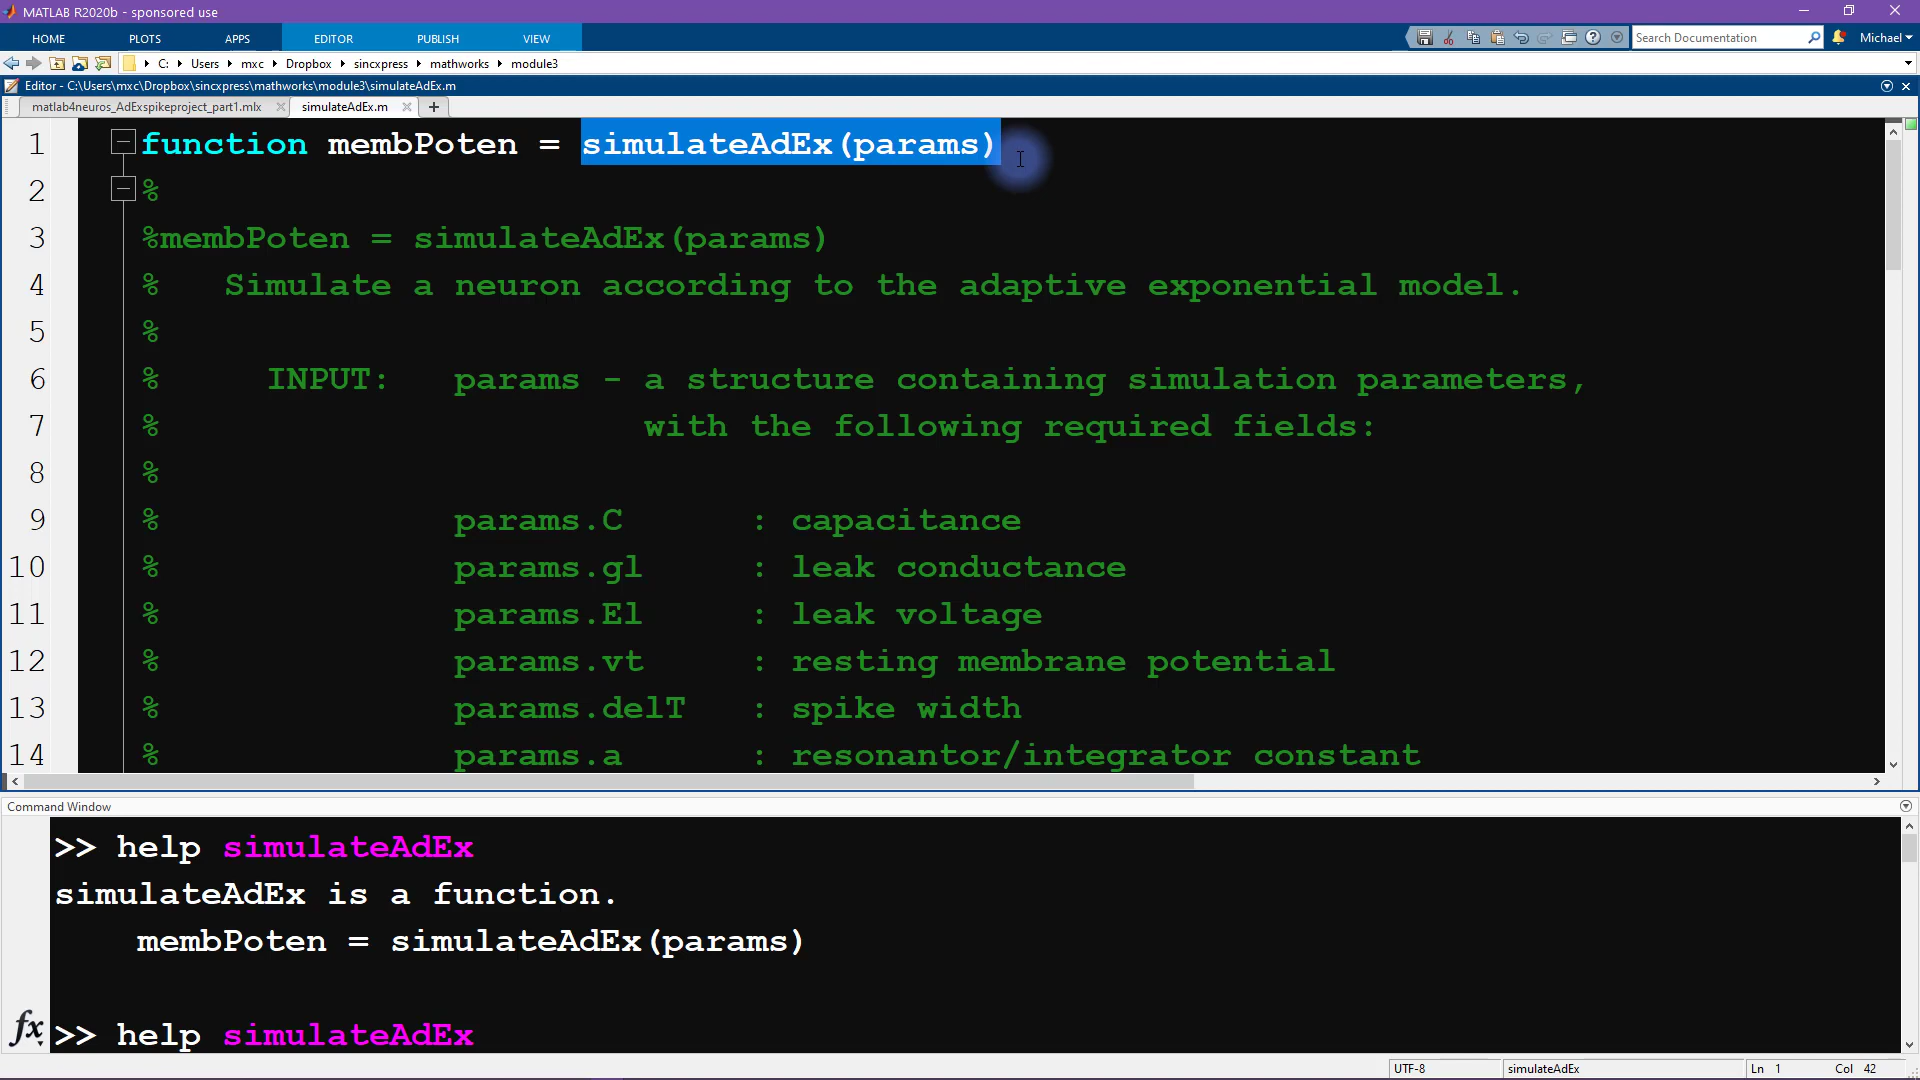 MATLAB R2020b - sponsored use
HOME PLOTS APPS EDITOR PUBLISH VIEW Search Documentation Michael
C: Users mxc Dropbox sincxpress mathworks module3
Editor - C:\Users\mxc\Dropbox\sincxpress\mathworks\module3\simulateAdEx.m
matlab4neuros_AdExspikeproject_part1.mlx simulateAdEx.m
1 function membPoten = simulateAdEx(params)
2 %
3 %membPoten = simulateAdEx(params)
4 % Simulate a neuron according to the adaptive exponential model.
5 %
6 % INPUT: params - a structure containing simulation parameters,
7 % with the following required fields:
8 %
9 % params.C : capacitance
10 % params.gl : leak conductance
11 % params.El : leak voltage
12 % params.vt : resting membrane potential
13 % params.delT : spike width
14 % params.a : resonantor/integrator constant
Command Window
>> help simulateAdEx
simulateAdEx is a function.
membPoten = simulateAdEx(params)
fx >> help simulateAdEx
UTF-8 simulateAdEx Ln 1 Col 42